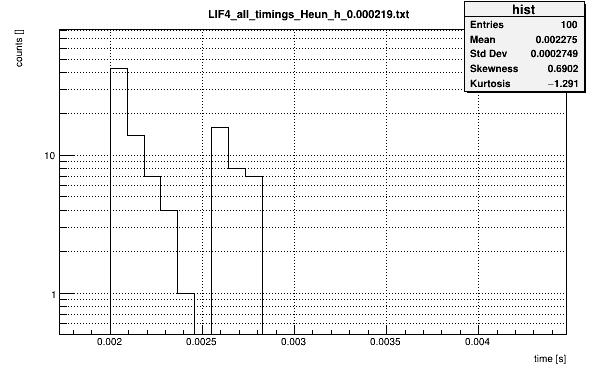 LIF4_all_timings_Heun_h_0.000219.txt
hist
Entries 100
Mean 0.002275
Std Dev 0.0002749
Skewness 0.6902
Kurtosis −1.291
counts []
10
1
0.002 0.0025 0.003 0.0035 0.004
time [s]